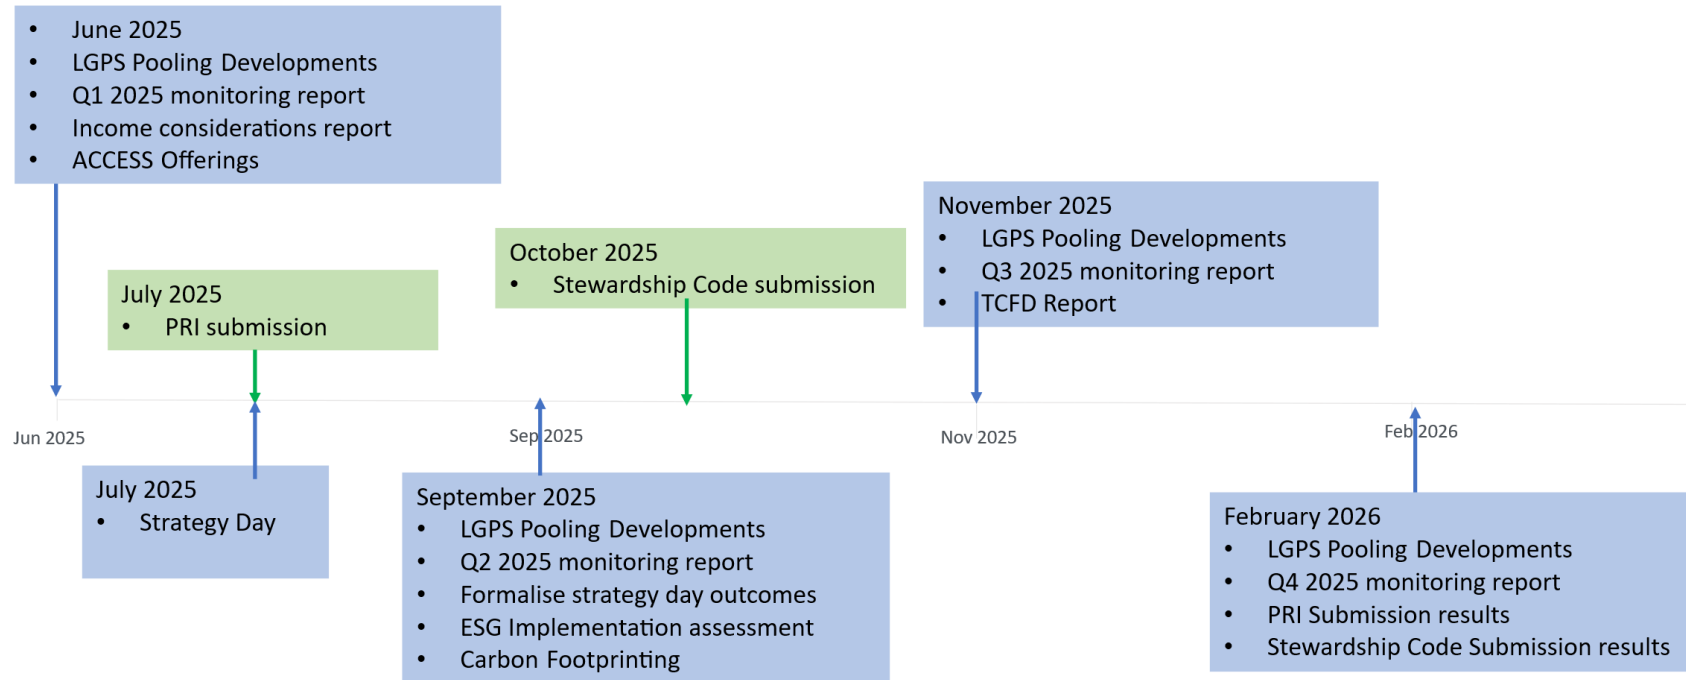 • June 2025
• LGPS Pooling Developments
• Q1 2025 monitoring report
• Income considerations report
• ACCESS Offerings
July 2025
• PRI submission
October 2025
• Stewardship Code submission
November 2025
• LGPS Pooling Developments
• Q3 2025 monitoring report
• TCFD Report
Jun 2025
Sep 2025
Nov 2025
Feb 2026
July 2025
• Strategy Day
September 2025
• LGPS Pooling Developments
• Q2 2025 monitoring report
• Formalise strategy day outcomes
• ESG Implementation assessment
• Carbon Footprinting
February 2026
• LGPS Pooling Developments
• Q4 2025 monitoring report
• PRI Submission results
• Stewardship Code Submission results